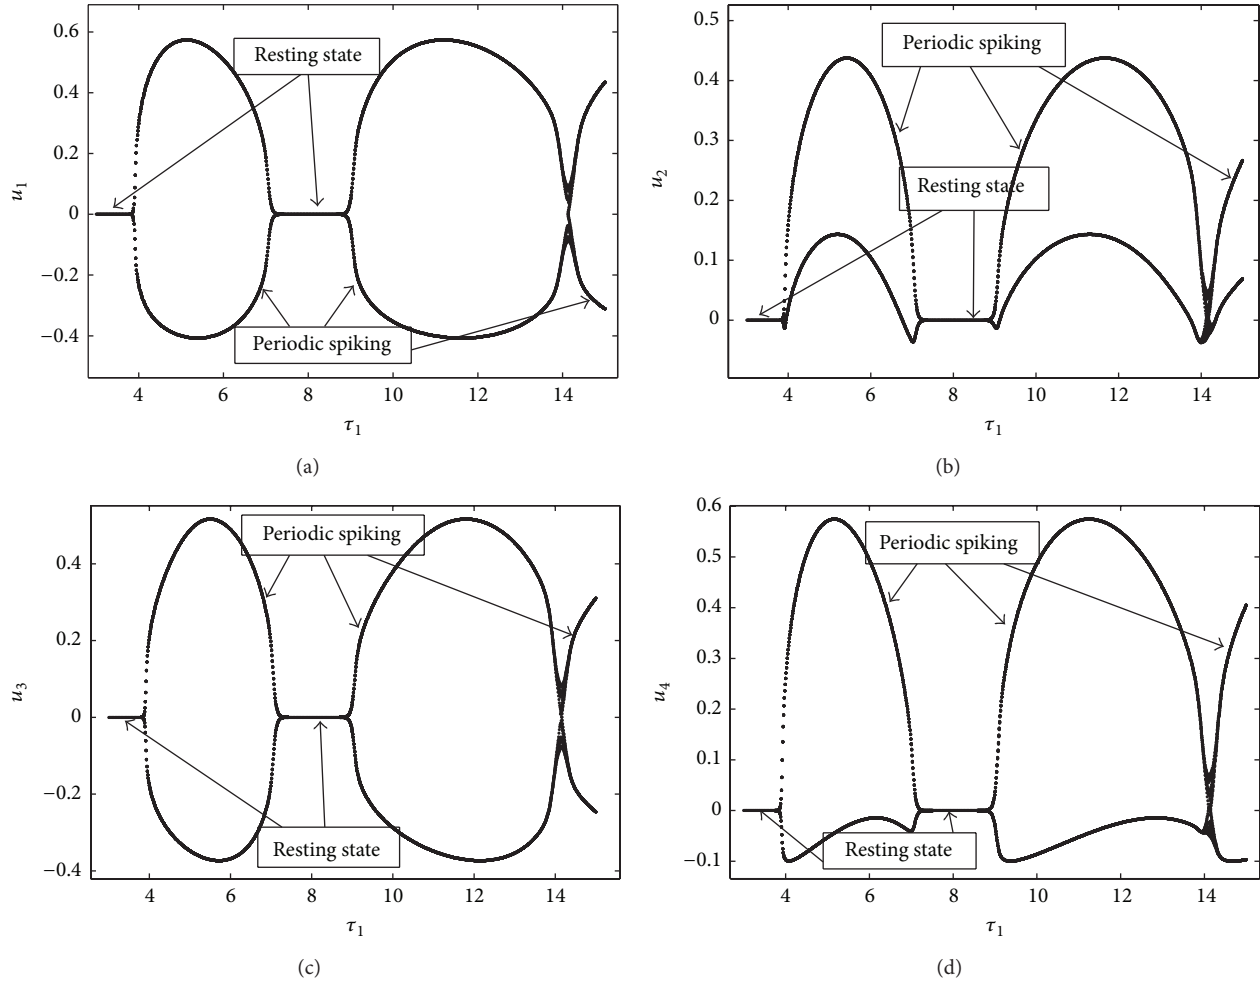 0.6
0.4
0.2
0
−0.2
−0.4
u1
Resting state
Periodic spiking
4 6 8 10 12 14
τ1
(a)
0.5
0.4
0.3
0.2
0.1
0
u2
Periodic spiking
Resting state
4 6 8 10 12 14
τ1
(b)
0.4
0.2
0
−0.2
−0.4
u3
Periodic spiking
Resting state
4 6 8 10 12 14
τ1
(c)
0.6
0.5
0.4
0.3
0.2
0.1
0
−0.1
u4
Periodic spiking
Resting state
4 6 8 10 12 14
τ1
(d)